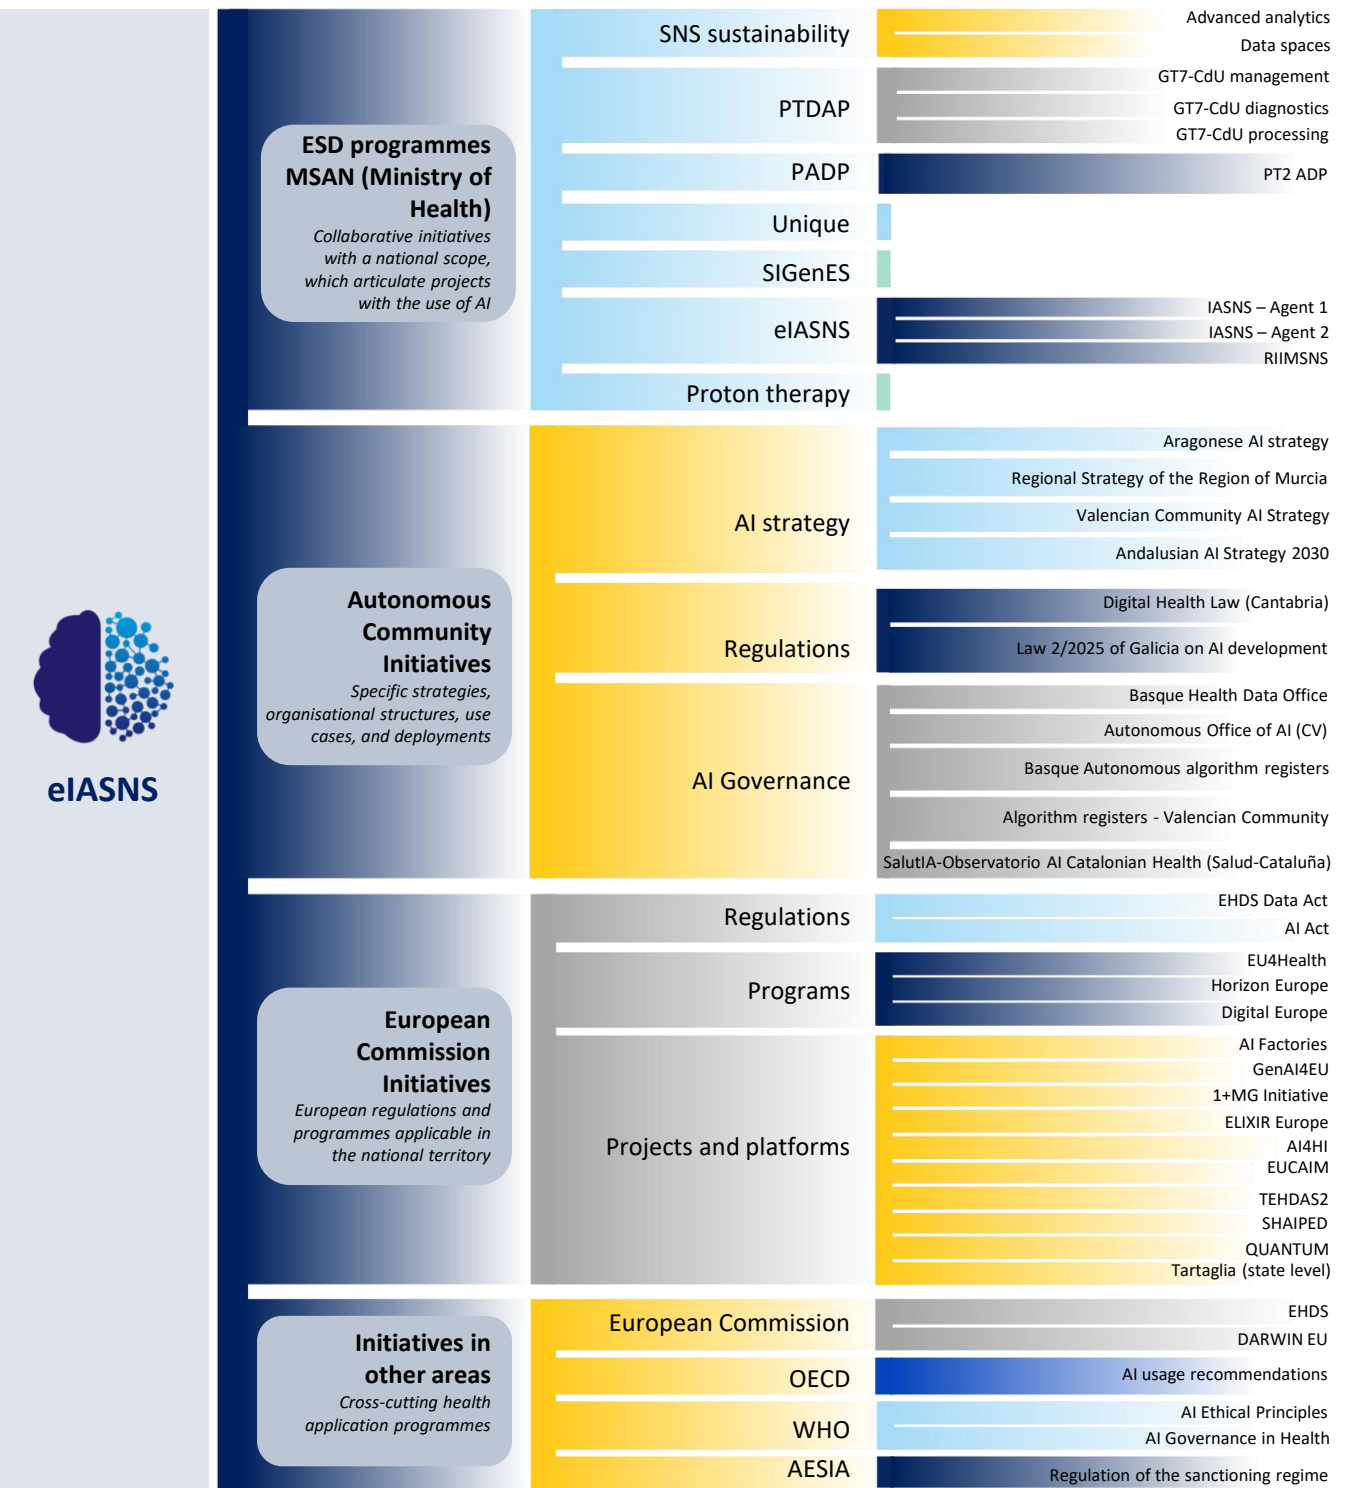 eIASNS
ESD programmes
MSAN (Ministry of
Health)
Collaborative initiatives
with a national scope,
which articulate projects
with the use of AI
SNS sustainability
Advanced analytics
Data spaces
PTDAP
GT7-CdU management
GT7-CdU diagnostics
GT7-CdU processing
PADP
PT2 ADP
Unique
SIGenES
eIASNS
IASNS – Agent 1
IASNS – Agent 2
RIIMSNS
Proton therapy
Autonomous
Community
Initiatives
Specific strategies,
organisational structures, use
cases, and deployments
AI strategy
Aragonese AI strategy
Regional Strategy of the Region of Murcia
Valencian Community AI Strategy
Andalusian AI Strategy 2030
Regulations
Digital Health Law (Cantabria)
Law 2/2025 of Galicia on AI development
AI Governance
Basque Health Data Office
Autonomous Office of AI (CV)
Basque Autonomous algorithm registers
Algorithm registers - Valencian Community
SalutIA-Observatorio AI Catalonian Health (Salud-Cataluña)
European
Commission
Initiatives
European regulations and
programmes applicable in
the national territory
Regulations
EHDS Data Act
AI Act
Programs
EU4Health
Horizon Europe
Digital Europe
Projects and platforms
AI Factories
GenAI4EU
1+MG Initiative
ELIXIR Europe
AI4HI
EUCAIM
TEHDAS2
SHAIPED
QUANTUM
Tartaglia (state level)
Initiatives in
other areas
Cross-cutting health
application programmes
European Commission
EHDS
DARWIN EU
OECD
AI usage recommendations
WHO
AI Ethical Principles
AI Governance in Health
AESIA
Regulation of the sanctioning regime